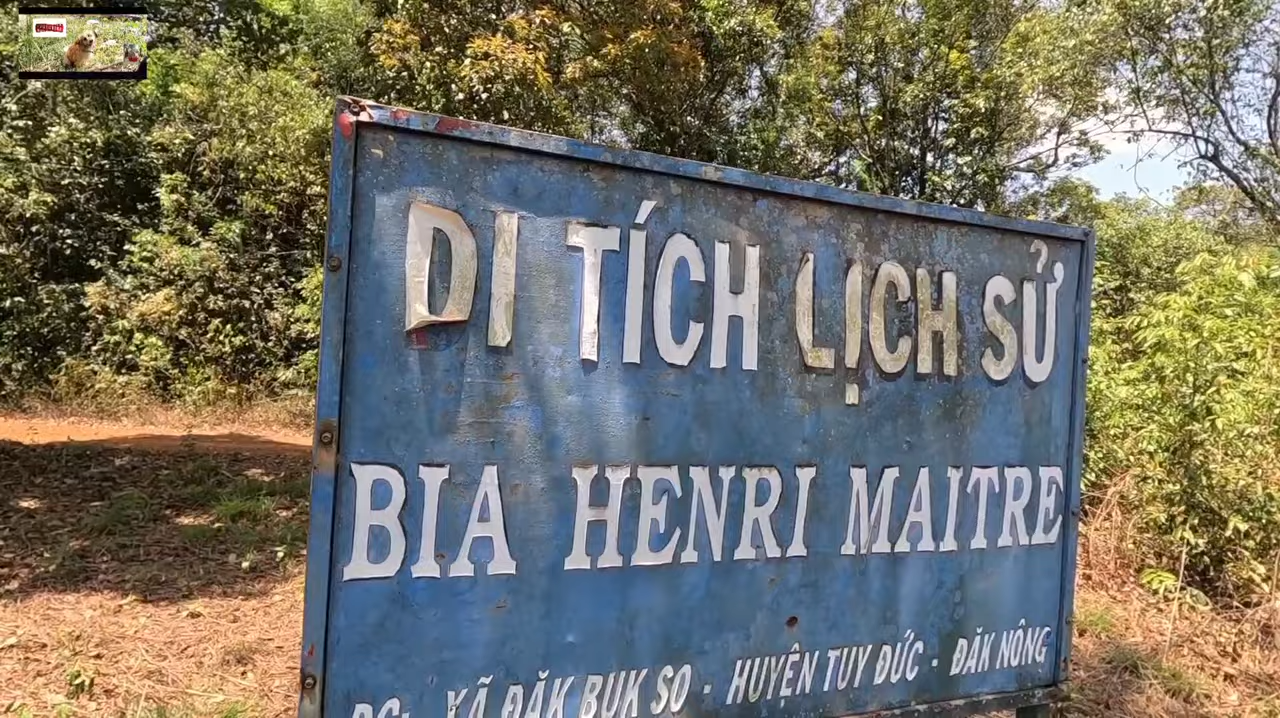 DI TÍCH LỊCH SỬ
BIA HENRI MAITRE
ĐC: XÃ ĐĂK BUK SO - HUYỆN TUY ĐỨC - ĐĂK NÔNG